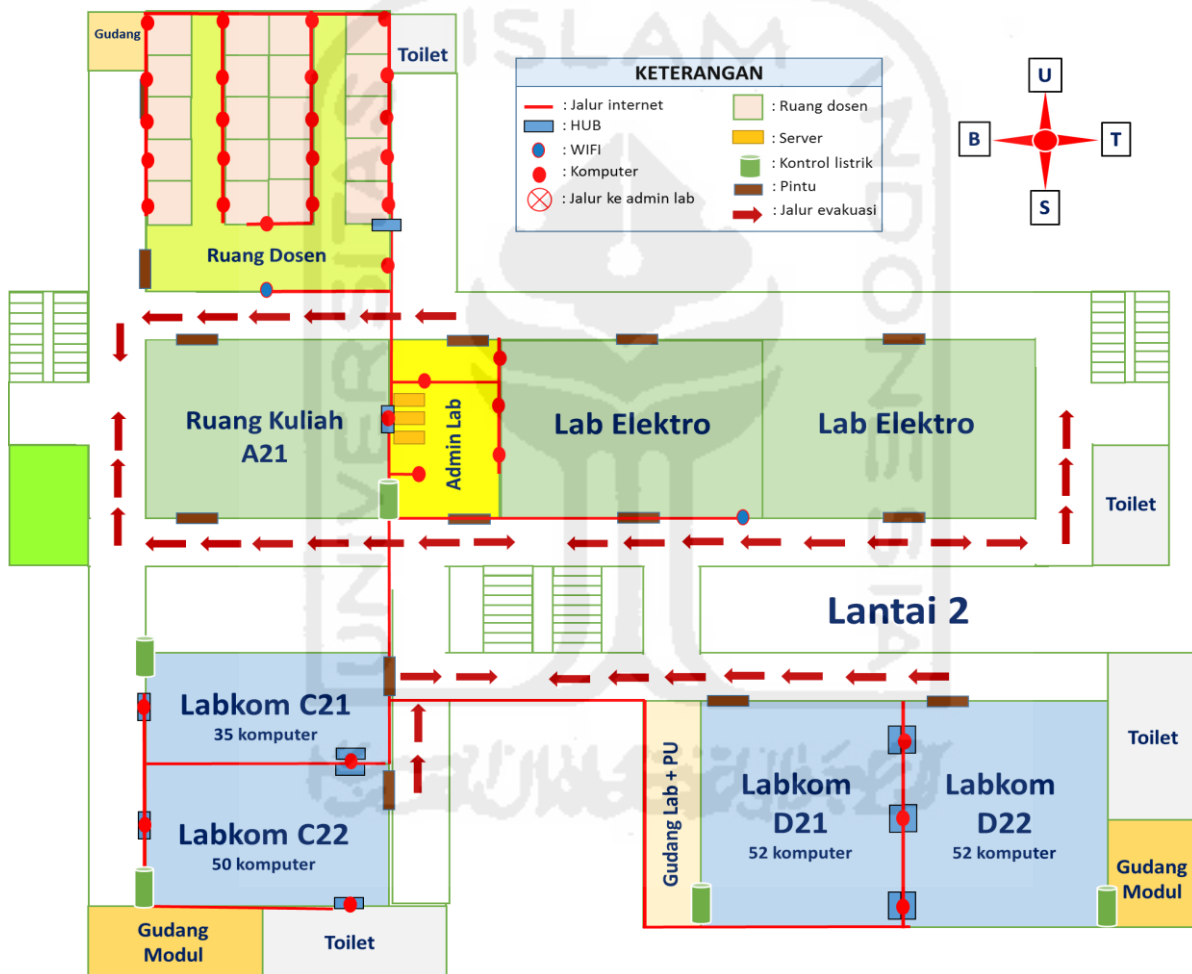 Gudang
Toilet
KETERANGAN
: Jalur internet
: HUB
: WIFI
: Komputer
: Jalur ke admin lab
: Ruang dosen
: Server
: Kontrol listrik
: Pintu
: Jalur evakuasi
U
B
T
S
Ruang Dosen
Ruang Kuliah
A21
Admin Lab
Lab Elektro
Lab Elektro
Toilet
Lantai 2
Labkom C21
35 komputer
Labkom C22
50 komputer
Gudang Lab + PU
Labkom
D21
52 komputer
Labkom
D22
52 komputer
Toilet
Gudang
Modul
Gudang
Modul
Toilet
UNIVERSITAS
ISLAM
INDONESIA